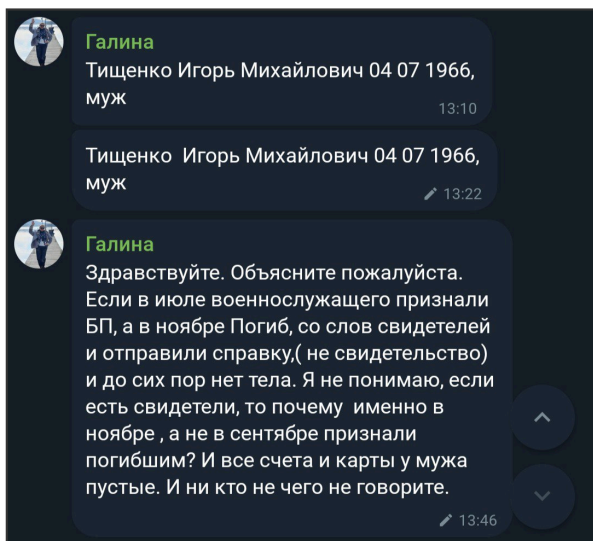 Галина
Тищенко Игорь Михайлович 04 07 1966,
муж
13:10
Тищенко Игорь Михайлович 04 07 1966,
муж
13:22
Галина
Здравствуйте. Объясните пожалуйста.
Если в июле военнослужащего признали
БП, а в ноябре Погиб, со слов свидетелей
и отправили справку,( не свидетельство)
и до сих пор нет тела. Я не понимаю, если
есть свидетели, то почему именно в
ноябре , а не в сентябре признали
погибшим? И все счета и карты у мужа
пустые. И ни кто не чего не говорите.
13:46